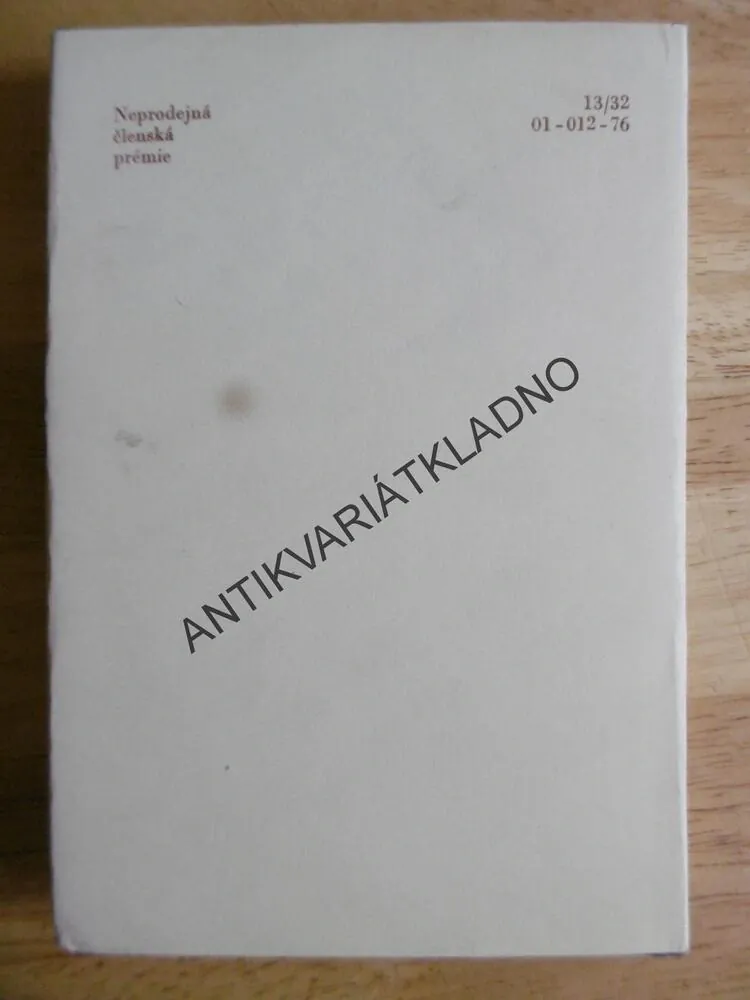 Neprodejná
členská
prémie
13/32
01-012-76
ANTIKVARIÁTKLADNO